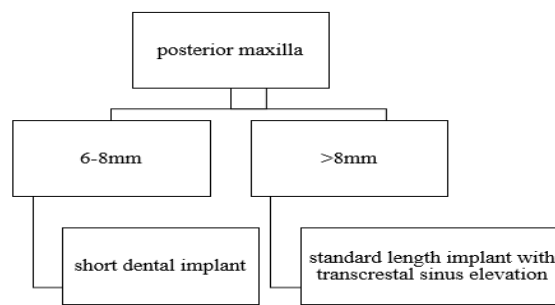 posterior maxilla
6-8mm
>8mm
short dental implant
standard length implant with
transcrestal sinus elevation